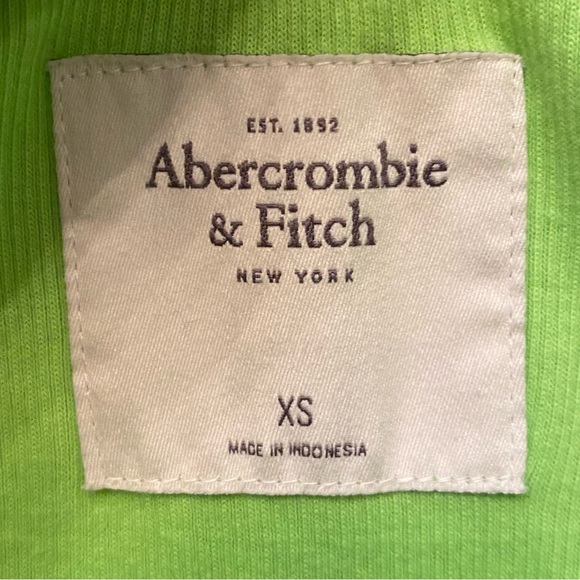 EST. 1892
Abercrombie
& Fitch
NEW YORK
XS
MADE IN INDONESIA